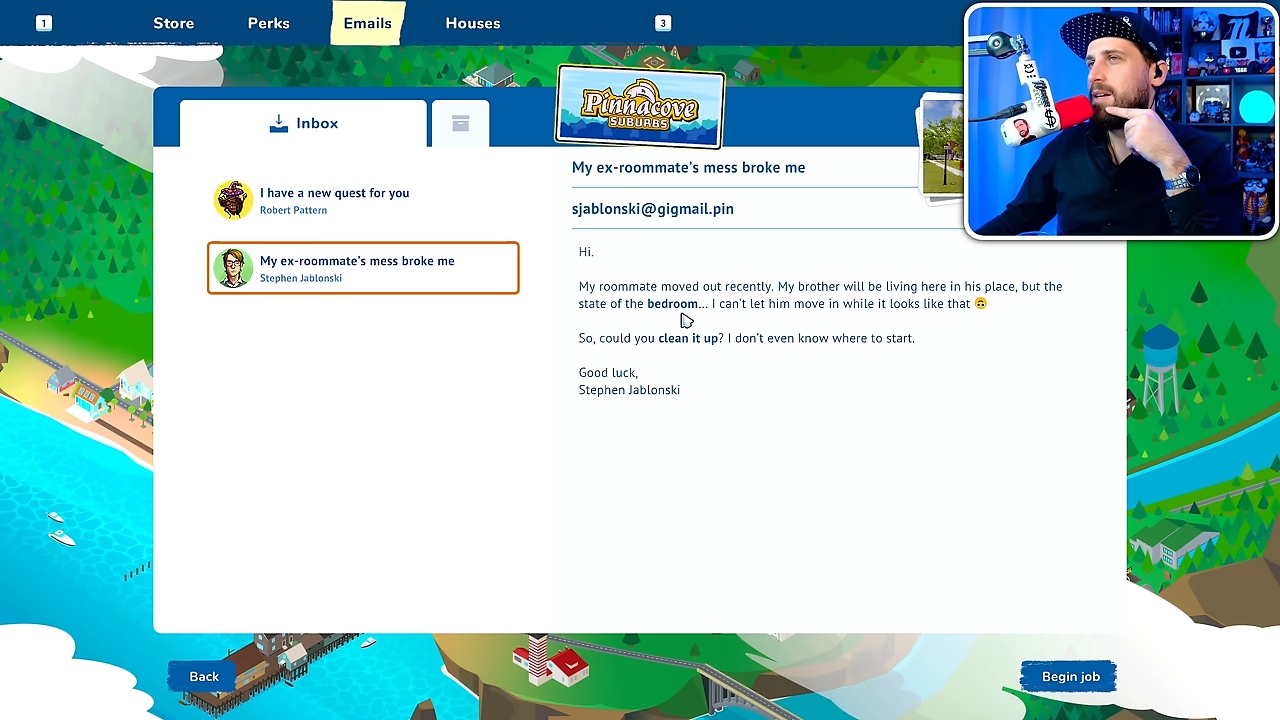 1
Store
Perks
Emails
Houses
3
Pinnacove
SUBURBS
Inbox
I have a new quest for you
Robert Pattern
My ex-roommate's mess broke me
Stephen Jablonski
My ex-roommate's mess broke me
sjablonski@gigmail.pin
Hi.
My roommate moved out recently. My brother will be living here in his place, but the
state of the bedroom... I can't let him move in while it looks like that 🙃
So, could you clean it up? I don't even know where to start.
Good luck,
Stephen Jablonski
Back
Begin job